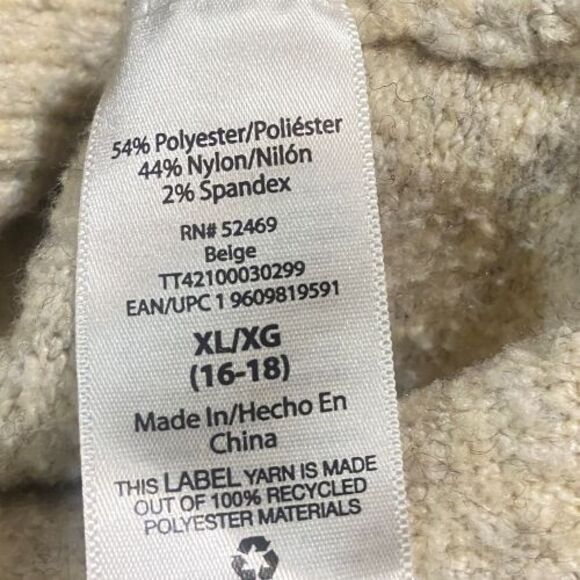 54% Polyester/Poliéster
44% Nylon/Nilón
2% Spandex
RN# 52469
Beige
TT42100030299
EAN/UPC 1 9609819591
XL/XG
(16-18)
Made In/Hecho En
China
THIS LABEL YARN IS MADE
OUT OF 100% RECYCLED
POLYESTER MATERIALS